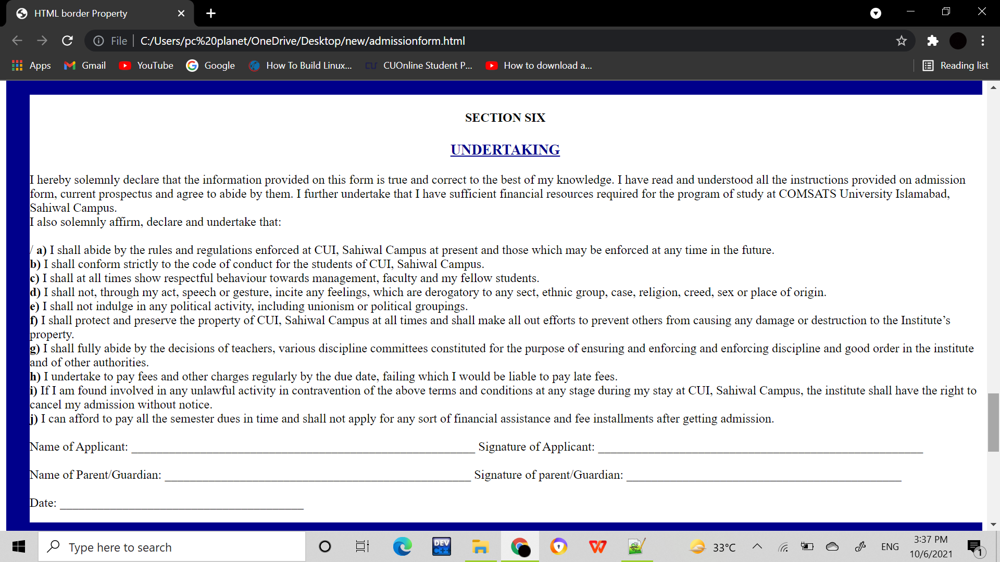 HTML border Property
File
C:/Users/pc%20planet/OneDrive/Desktop/new/admissionform.html
Apps Gmail YouTube Google How To Build Linux... CUOnline Student P... How to download a... Reading list
SECTION SIX
UNDERTAKING
I hereby solemnly declare that the information provided on this form is true and correct to the best of my knowledge. I have read and understood all the instructions provided on admission
form, current prospectus and agree to abide by them. I further undertake that I have sufficient financial resources required for the program of study at COMSATS University Islamabad,
Sahiwal Campus.
I also solemnly affirm, declare and undertake that:
/ a) I shall abide by the rules and regulations enforced at CUI, Sahiwal Campus at present and those which may be enforced at any time in the future.
b) I shall conform strictly to the code of conduct for the students of CUI, Sahiwal Campus.
c) I shall at all times show respectful behaviour towards management, faculty and my fellow students.
d) I shall not, through my act, speech or gesture, incite any feelings, which are derogatory to any sect, ethnic group, case, religion, creed, sex or place of origin.
e) I shall not indulge in any political activity, including unionism or political groupings.
f) I shall protect and preserve the property of CUI, Sahiwal Campus at all times and shall make all out efforts to prevent others from causing any damage or destruction to the Institute’s
property.
g) I shall fully abide by the decisions of teachers, various discipline committees constituted for the purpose of ensuring and enforcing and enforcing discipline and good order in the institute
and of other authorities.
h) I undertake to pay fees and other charges regularly by the due date, failing which I would be liable to pay late fees.
i) If I am found involved in any unlawful activity in contravention of the above terms and conditions at any stage during my stay at CUI, Sahiwal Campus, the institute shall have the right to
cancel my admission without notice.
j) I can afford to pay all the semester dues in time and shall not apply for any sort of financial assistance and fee installments after getting admission.
Name of Applicant: ______ Signature of Applicant: ______
Name of Parent/Guardian: ______ Signature of parent/Guardian: ______
Date: ______
Type here to search
DEV C++
33°C
ENG
3:37 PM
10/6/2021
1